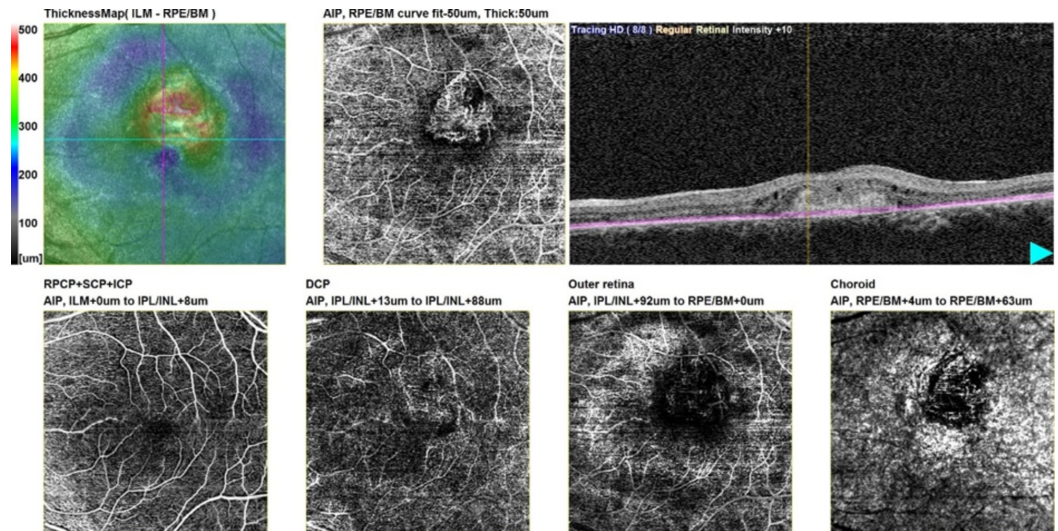 ThicknessMap( ILM - RPE/BM )
500
400
300
200
100
[um]
AIP, RPE/BM curve fit-50um, Thick:50um
Tracing HD ( 8/8 ) Regular Retinal Intensity +10
RPCP+SCP+ICP
AIP, ILM+0um to IPL/INL+8um
DCP
AIP, IPL/INL+13um to IPL/INL+88um
Outer retina
AIP, IPL/INL+92um to RPE/BM+0um
Choroid
AIP, RPE/BM+4um to RPE/BM+63um